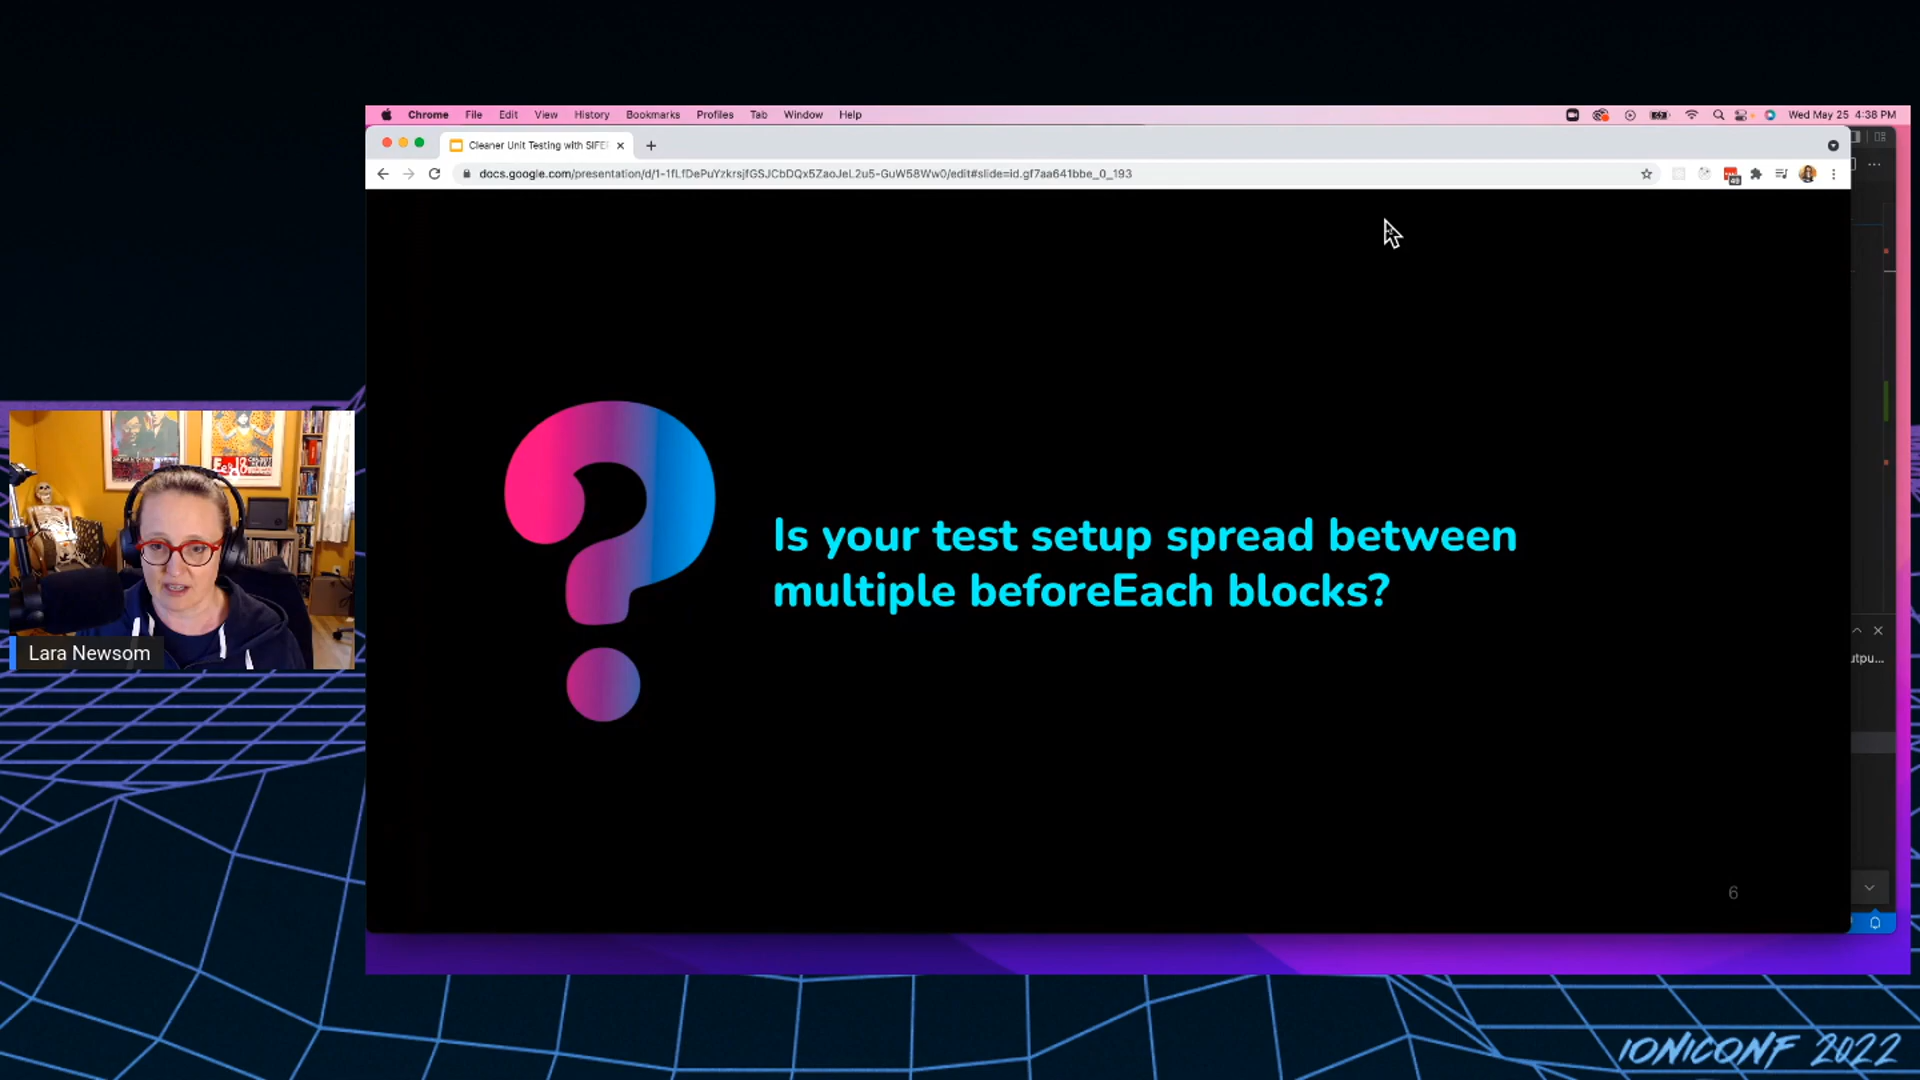 Chrome File Edit View History Bookmarks Profiles Tab Window Help
Wed May 25 4:38 PM
Cleaner Unit Testing with SIFE
docs.google.com/presentation/d/1-1fLfDePuYzkrsjfGSJCbDQx5ZaoJeL2u5-GuW58Ww0/edit#slide=id.gf7aa641bbe_0_193
Is your test setup spread between
multiple beforeEach blocks?
Lara Newsom
utpu...
6
IONICONF 2022